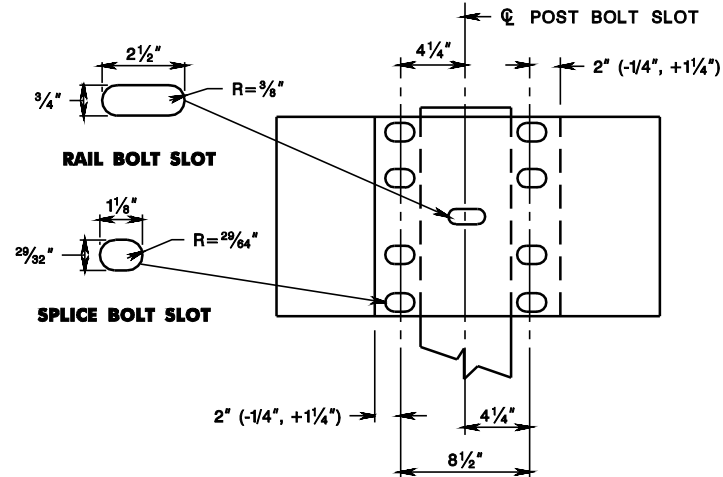 ℄ POST BOLT SLOT
2½"
4¼"
2" (-1/4", +1¼")
¾"
R=⅜"
RAIL BOLT SLOT
1⅛"
29/32"
R=29/64"
SPLICE BOLT SLOT
2" (-1/4", +1¼")
4¼"
8½"